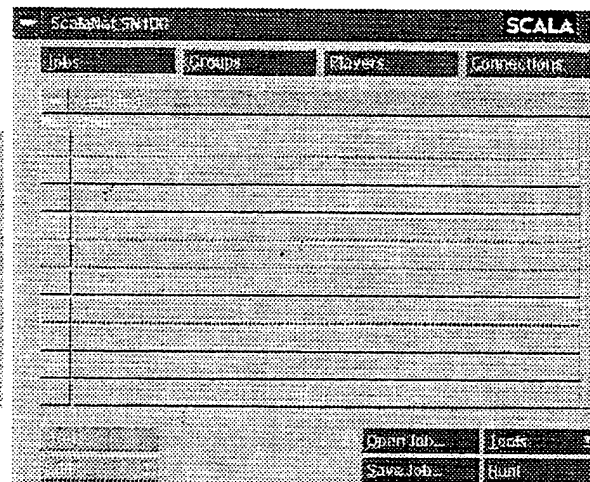 ScalaNet SN100 SCALA
Jobs Groups Players Connections
Open Job... Tools
Save Job... Run!